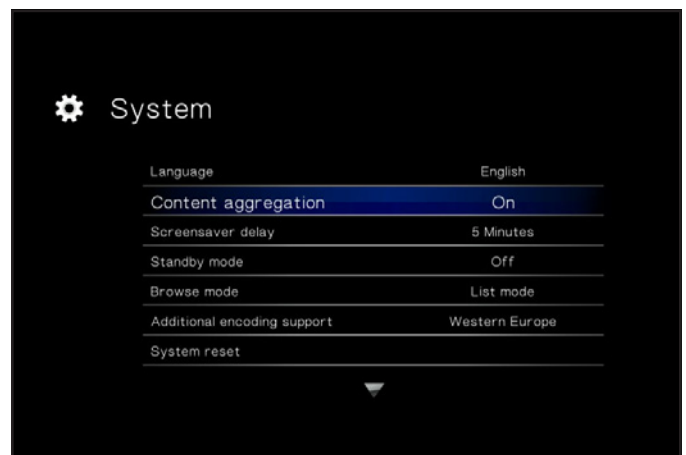 System
Language English
Content aggregation On
Screensaver delay 5 Minutes
Standby mode Off
Browse mode List mode
Additional encoding support Western Europe
System reset